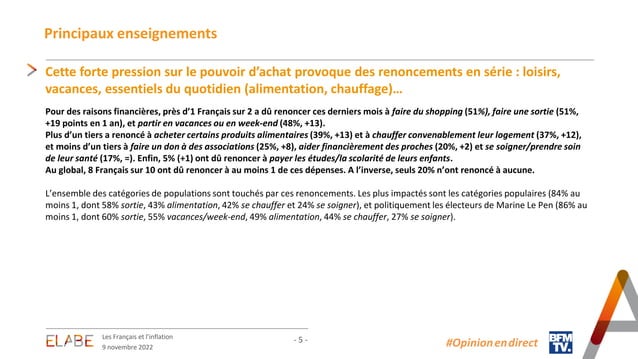 Principaux enseignements
Cette forte pression sur le pouvoir d'achat provoque des renoncements en série : loisirs,
vacances, essentiels du quotidien (alimentation, chauffage)…
Pour des raisons financières, près d'1 Français sur 2 a dû renoncer ces derniers mois à faire du shopping (51%), faire une sortie (51%,
+19 points en 1 an), et partir en vacances ou en week-end (48%, +13).
Plus d'un tiers a renoncé à acheter certains produits alimentaires (39%, +13) et à chauffer convenablement leur logement (37%, +12),
et moins d'un tiers à faire un don à des associations (25%, +8), aider financièrement des proches (20%, +2) et se soigner/prendre soin
de leur santé (17%, =). Enfin, 5% (+1) ont dû renoncer à payer les études/la scolarité de leurs enfants.
Au global, 8 Français sur 10 ont dû renoncer à au moins 1 de ces dépenses. A l'inverse, seuls 20% n'ont renoncé à aucune.
L'ensemble des catégories de populations sont touchés par ces renoncements. Les plus impactés sont les catégories populaires (84% au
moins 1, dont 58% sortie, 43% alimentation, 42% se chauffer et 24% se soigner), et politiquement les électeurs de Marine Le Pen (86% au
moins 1, dont 60% sortie, 55% vacances/week-end, 49% alimentation, 44% se chauffer, 27% se soigner).
ELABE
Les Français et l'inflation
9 novembre 2022
- 5 -
#Opinionendirect
BFM
TV.